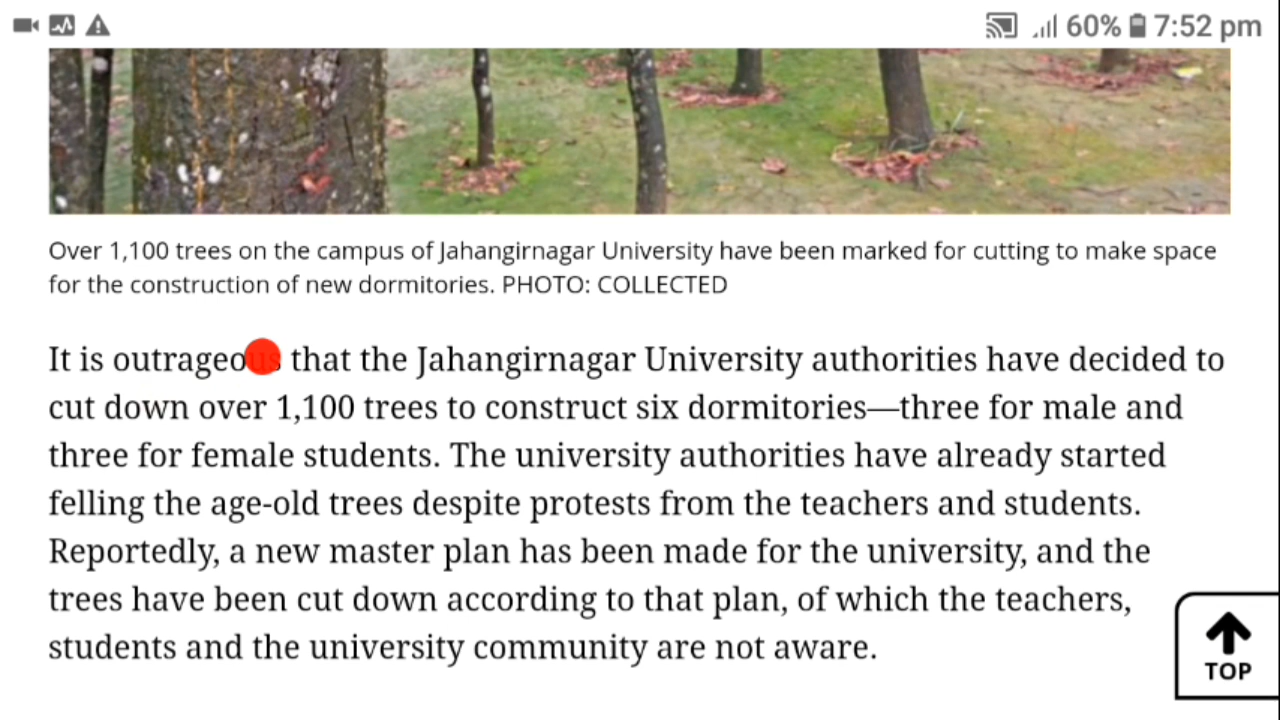 60% 7:52 pm
Over 1,100 trees on the campus of Jahangirnagar University have been marked for cutting to make space
for the construction of new dormitories. PHOTO: COLLECTED
It is outrageous that the Jahangirnagar University authorities have decided to
cut down over 1,100 trees to construct six dormitories—three for male and
three for female students. The university authorities have already started
felling the age-old trees despite protests from the teachers and students.
Reportedly, a new master plan has been made for the university, and the
trees have been cut down according to that plan, of which the teachers,
students and the university community are not aware.
TOP